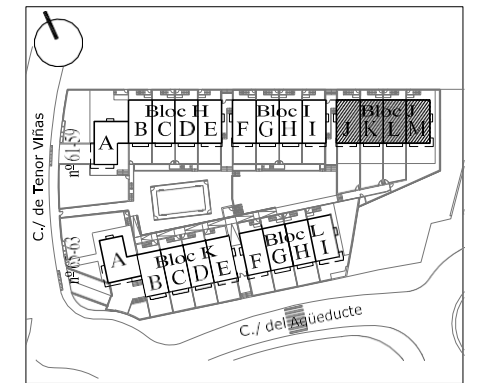 Bloc H
Bloc I
Bloc J
A
B C D E
F G H I
J K L M
nº 61-59
C./ de Tenor VIñas
nº 65-63
A
Bloc K
B C D E
Bloc L
F G H I
C./ del Aqüeducte